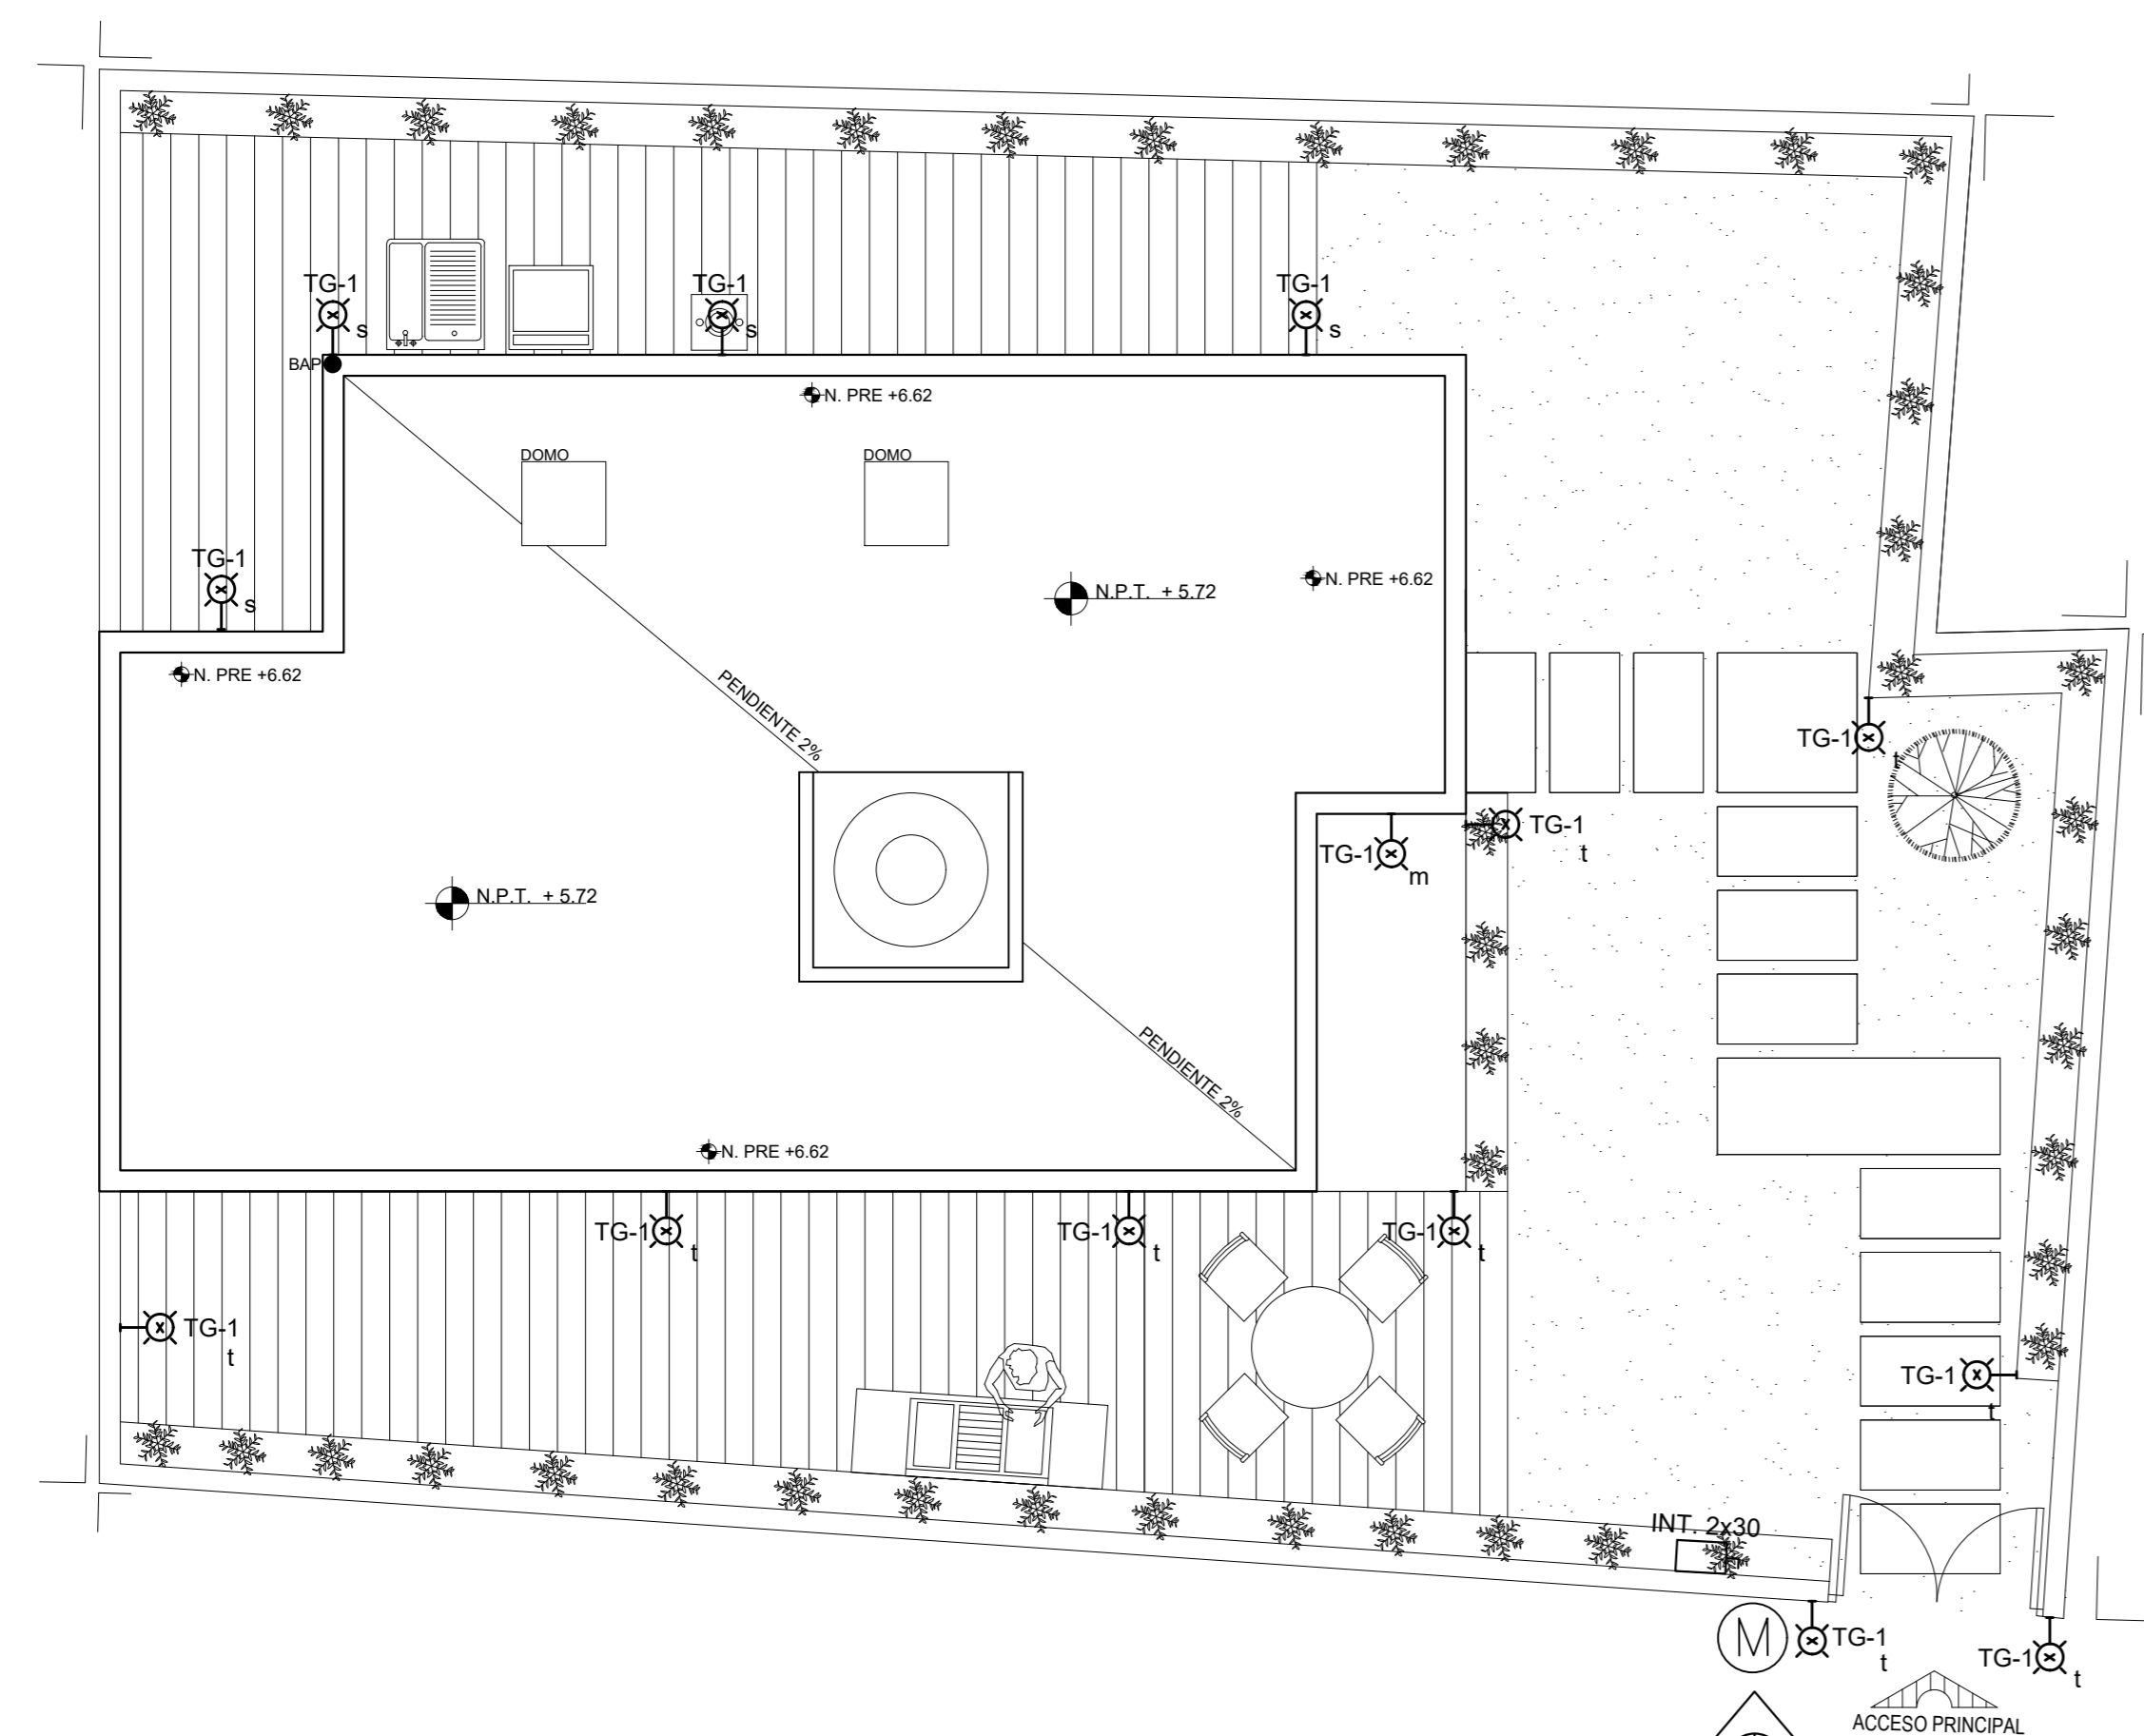 TG-1
s
TG-1
s
TG-1
s
BAP
N. PRE +6.62
DOMO
DOMO
TG-1
s
N. PRE +6.62
N.P.T. + 5.72
N. PRE +6.62
PENDIENTE 2%
TG-1
t
TG-1
t
TG-1
m
N.P.T. + 5.72
PENDIENTE 2%
N. PRE +6.62
TG-1
t
TG-1
t
TG-1
t
TG-1
t
TG-1
t
INT. 2x30
M
TG-1
t
TG-1
t
ACCESO PRINCIPAL